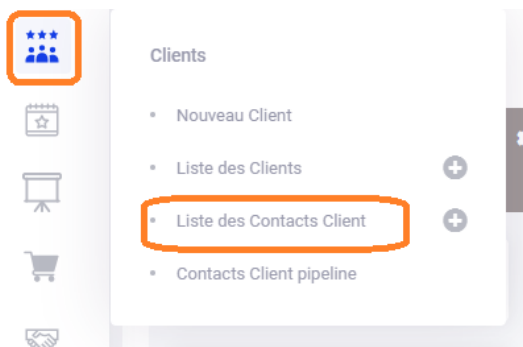 Clients
Nouveau Client
Liste des Clients
Liste des Contacts Client
Contacts Client pipeline